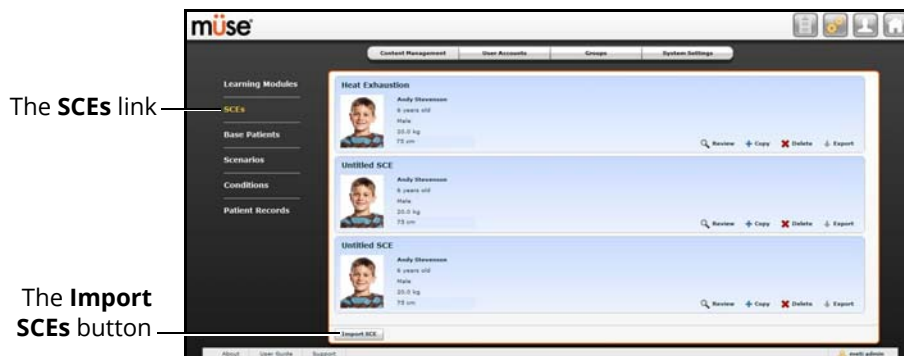 müse
Content Management User Accounts Groups System Settings
The SCEs link
Learning Modules
SCEs
Base Patients
Scenarios
Conditions
Patient Records
Heat Exhaustion
Andy Stevenson
6 years old
Male
20.0 kg
75 cm
Review Copy Delete Export
Untitled SCE
Andy Stevenson
6 years old
Male
20.0 kg
75 cm
Review Copy Delete Export
Untitled SCE
Andy Stevenson
6 years old
Male
20.0 kg
75 cm
Review Copy Delete Export
The Import
SCEs button
Import SCE
About User Guide Support
meti admin